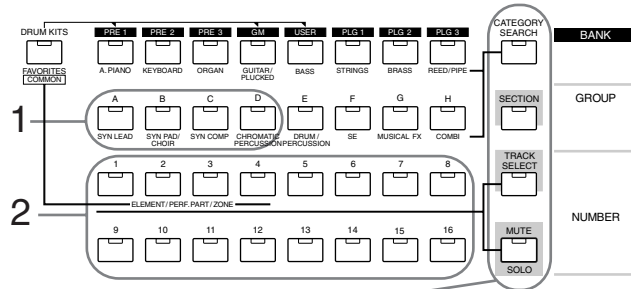 DRUM KITS PRE 1 PRE 2 PRE 3 GM USER PLG 1 PLG 2 PLG 3 CATEGORY SEARCH BANK
FAVORITES
COMMON
A. PIANO KEYBOARD ORGAN GUITAR/ PLUCKED BASS STRINGS BRASS REED/PIPE
1
A B C D E F G H SECTION GROUP
SYN LEAD SYN PAD/ CHOIR SYN COMP CHROMATIC PERCUSSION DRUM / PERCUSSION SE MUSICAL FX COMBI
2
1 2 3 4 5 6 7 8 TRACK SELECT
ELEMENT/ PERF. PART/ ZONE
NUMBER
9 10 11 12 13 14 15 16 MUTE
SOLO